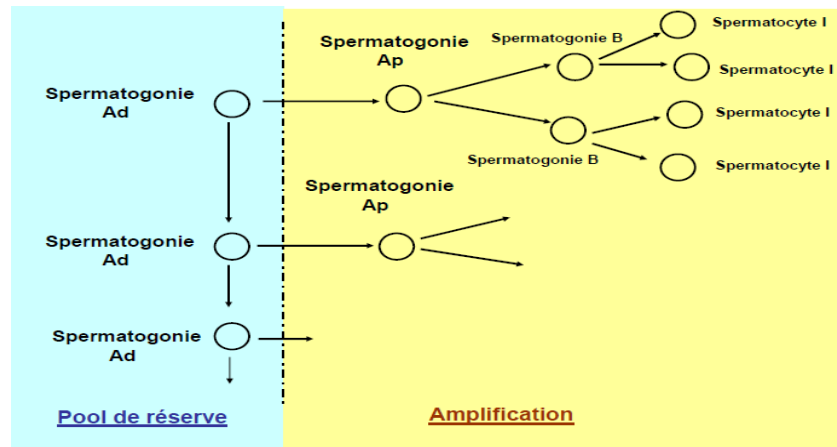 Spermatocyte I
Spermatogonie B
Spermatogonie
Ap
Spermatocyte I
Spermatogonie
Ad
Spermatocyte I
Spermatogonie B
Spermatocyte I
Spermatogonie
Ap
Spermatogonie
Ad
Spermatogonie
Ad
Pool de réserve
Amplification